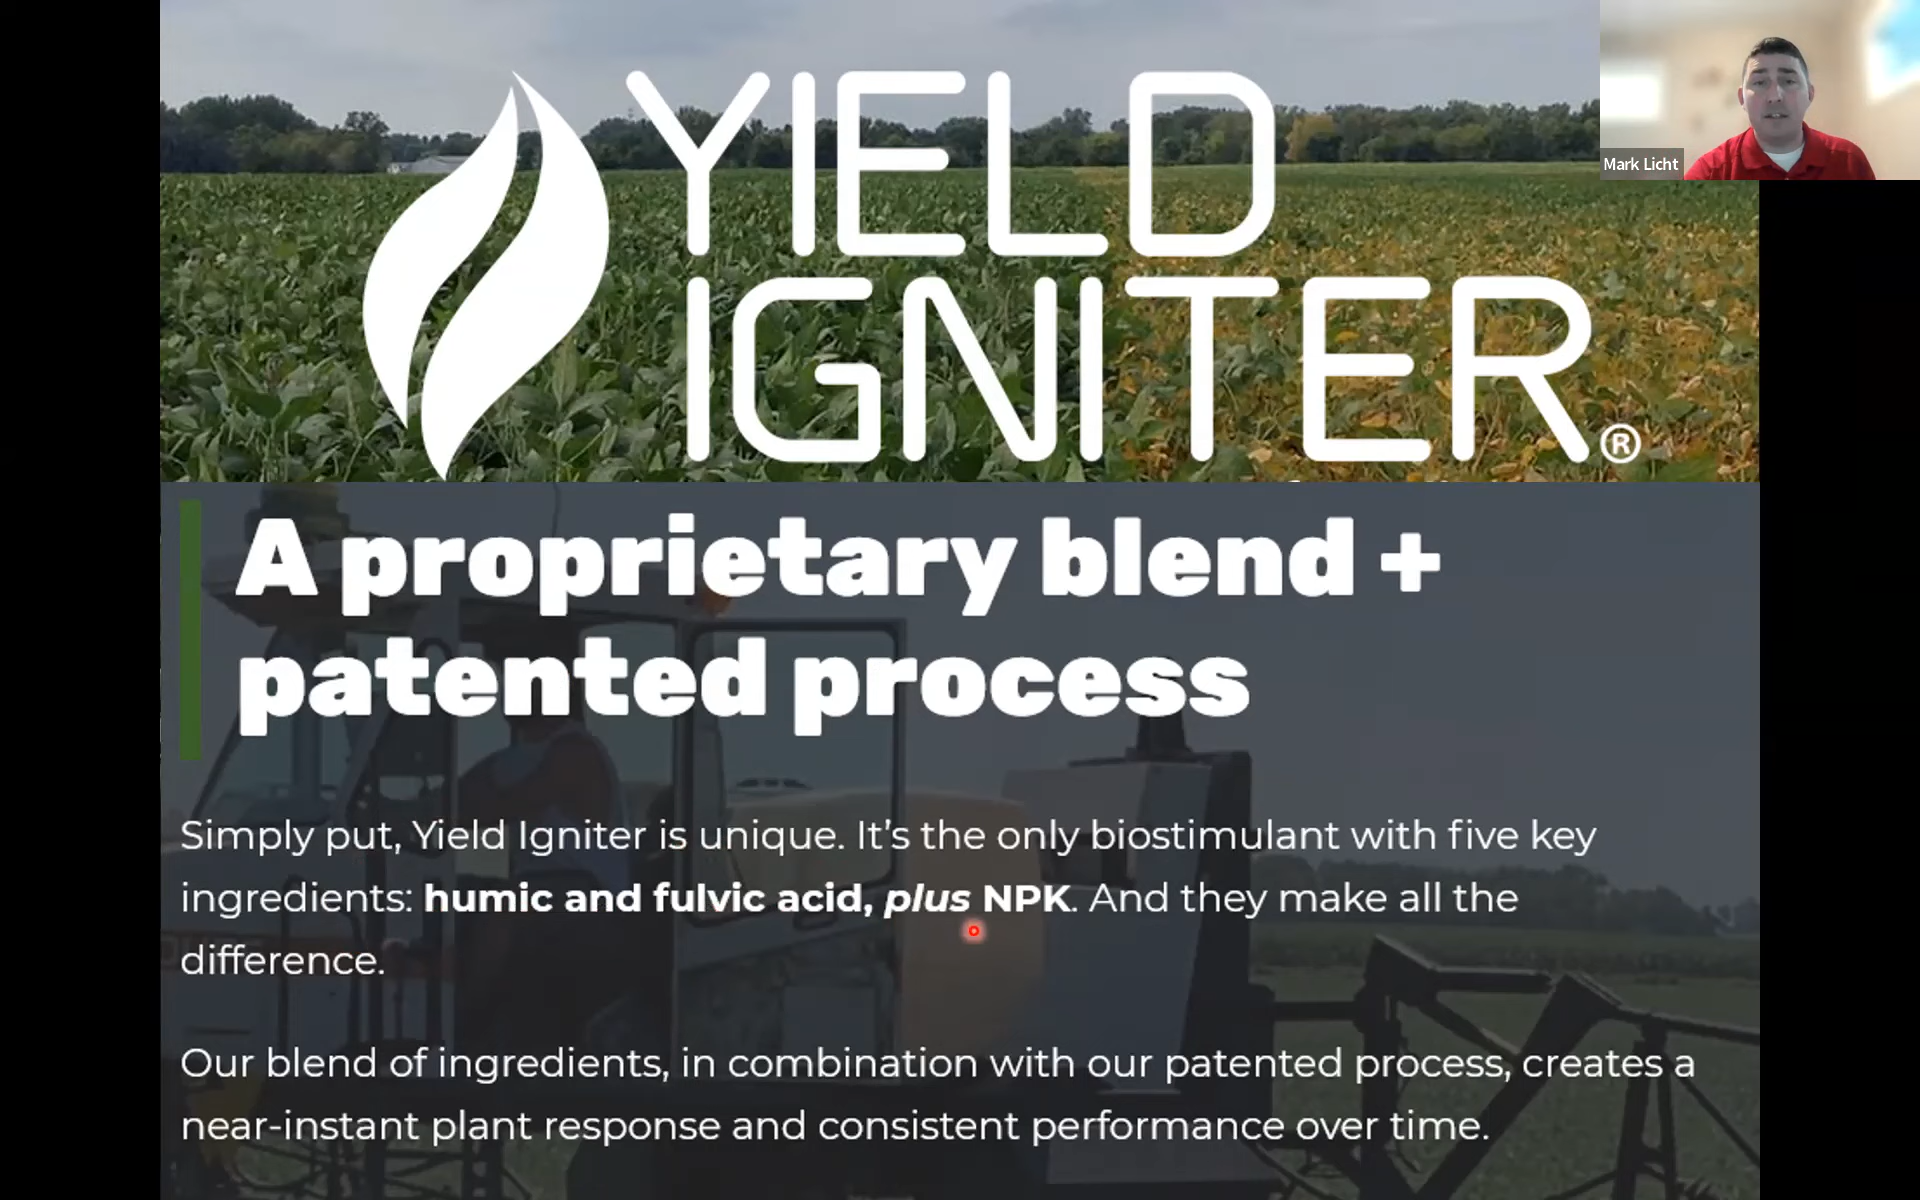 YIELD
IGNITER®
Mark Licht
A proprietary blend +
patented process
Simply put, Yield Igniter is unique. It’s the only biostimulant with five key
ingredients: humic and fulvic acid, plus NPK. And they make all the
difference.
Our blend of ingredients, in combination with our patented process, creates a
near-instant plant response and consistent performance over time.